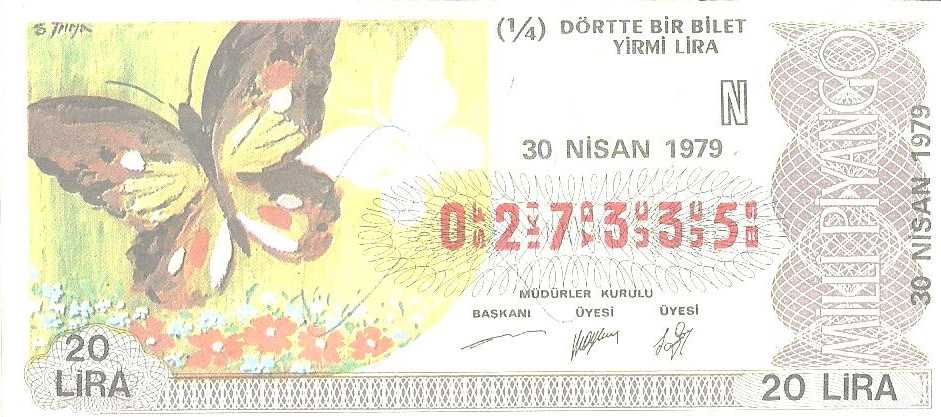 (1/4) DÖRTTE BİR BİLET
YİRMİ LİRA
N
30 NİSAN 1979
0 2 7 3 3 5
MÜDÜRLER KURULU
BAŞKANI ÜYESİ ÜYESİ
20
LİRA
20 LİRA
MİLLİ PİYANGO
30 NİSAN 1979